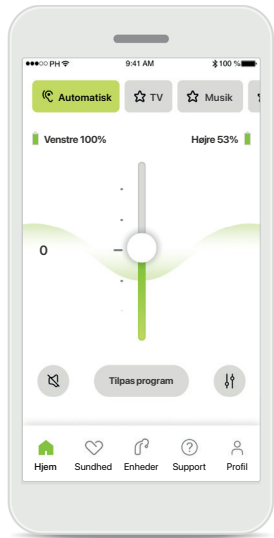 PH 9:41 AM 100 %
Automatisk TV Musik
Venstre 100% Højre 53%
0
Tilpas program
Hjem Sundhed Enheder Support Profil